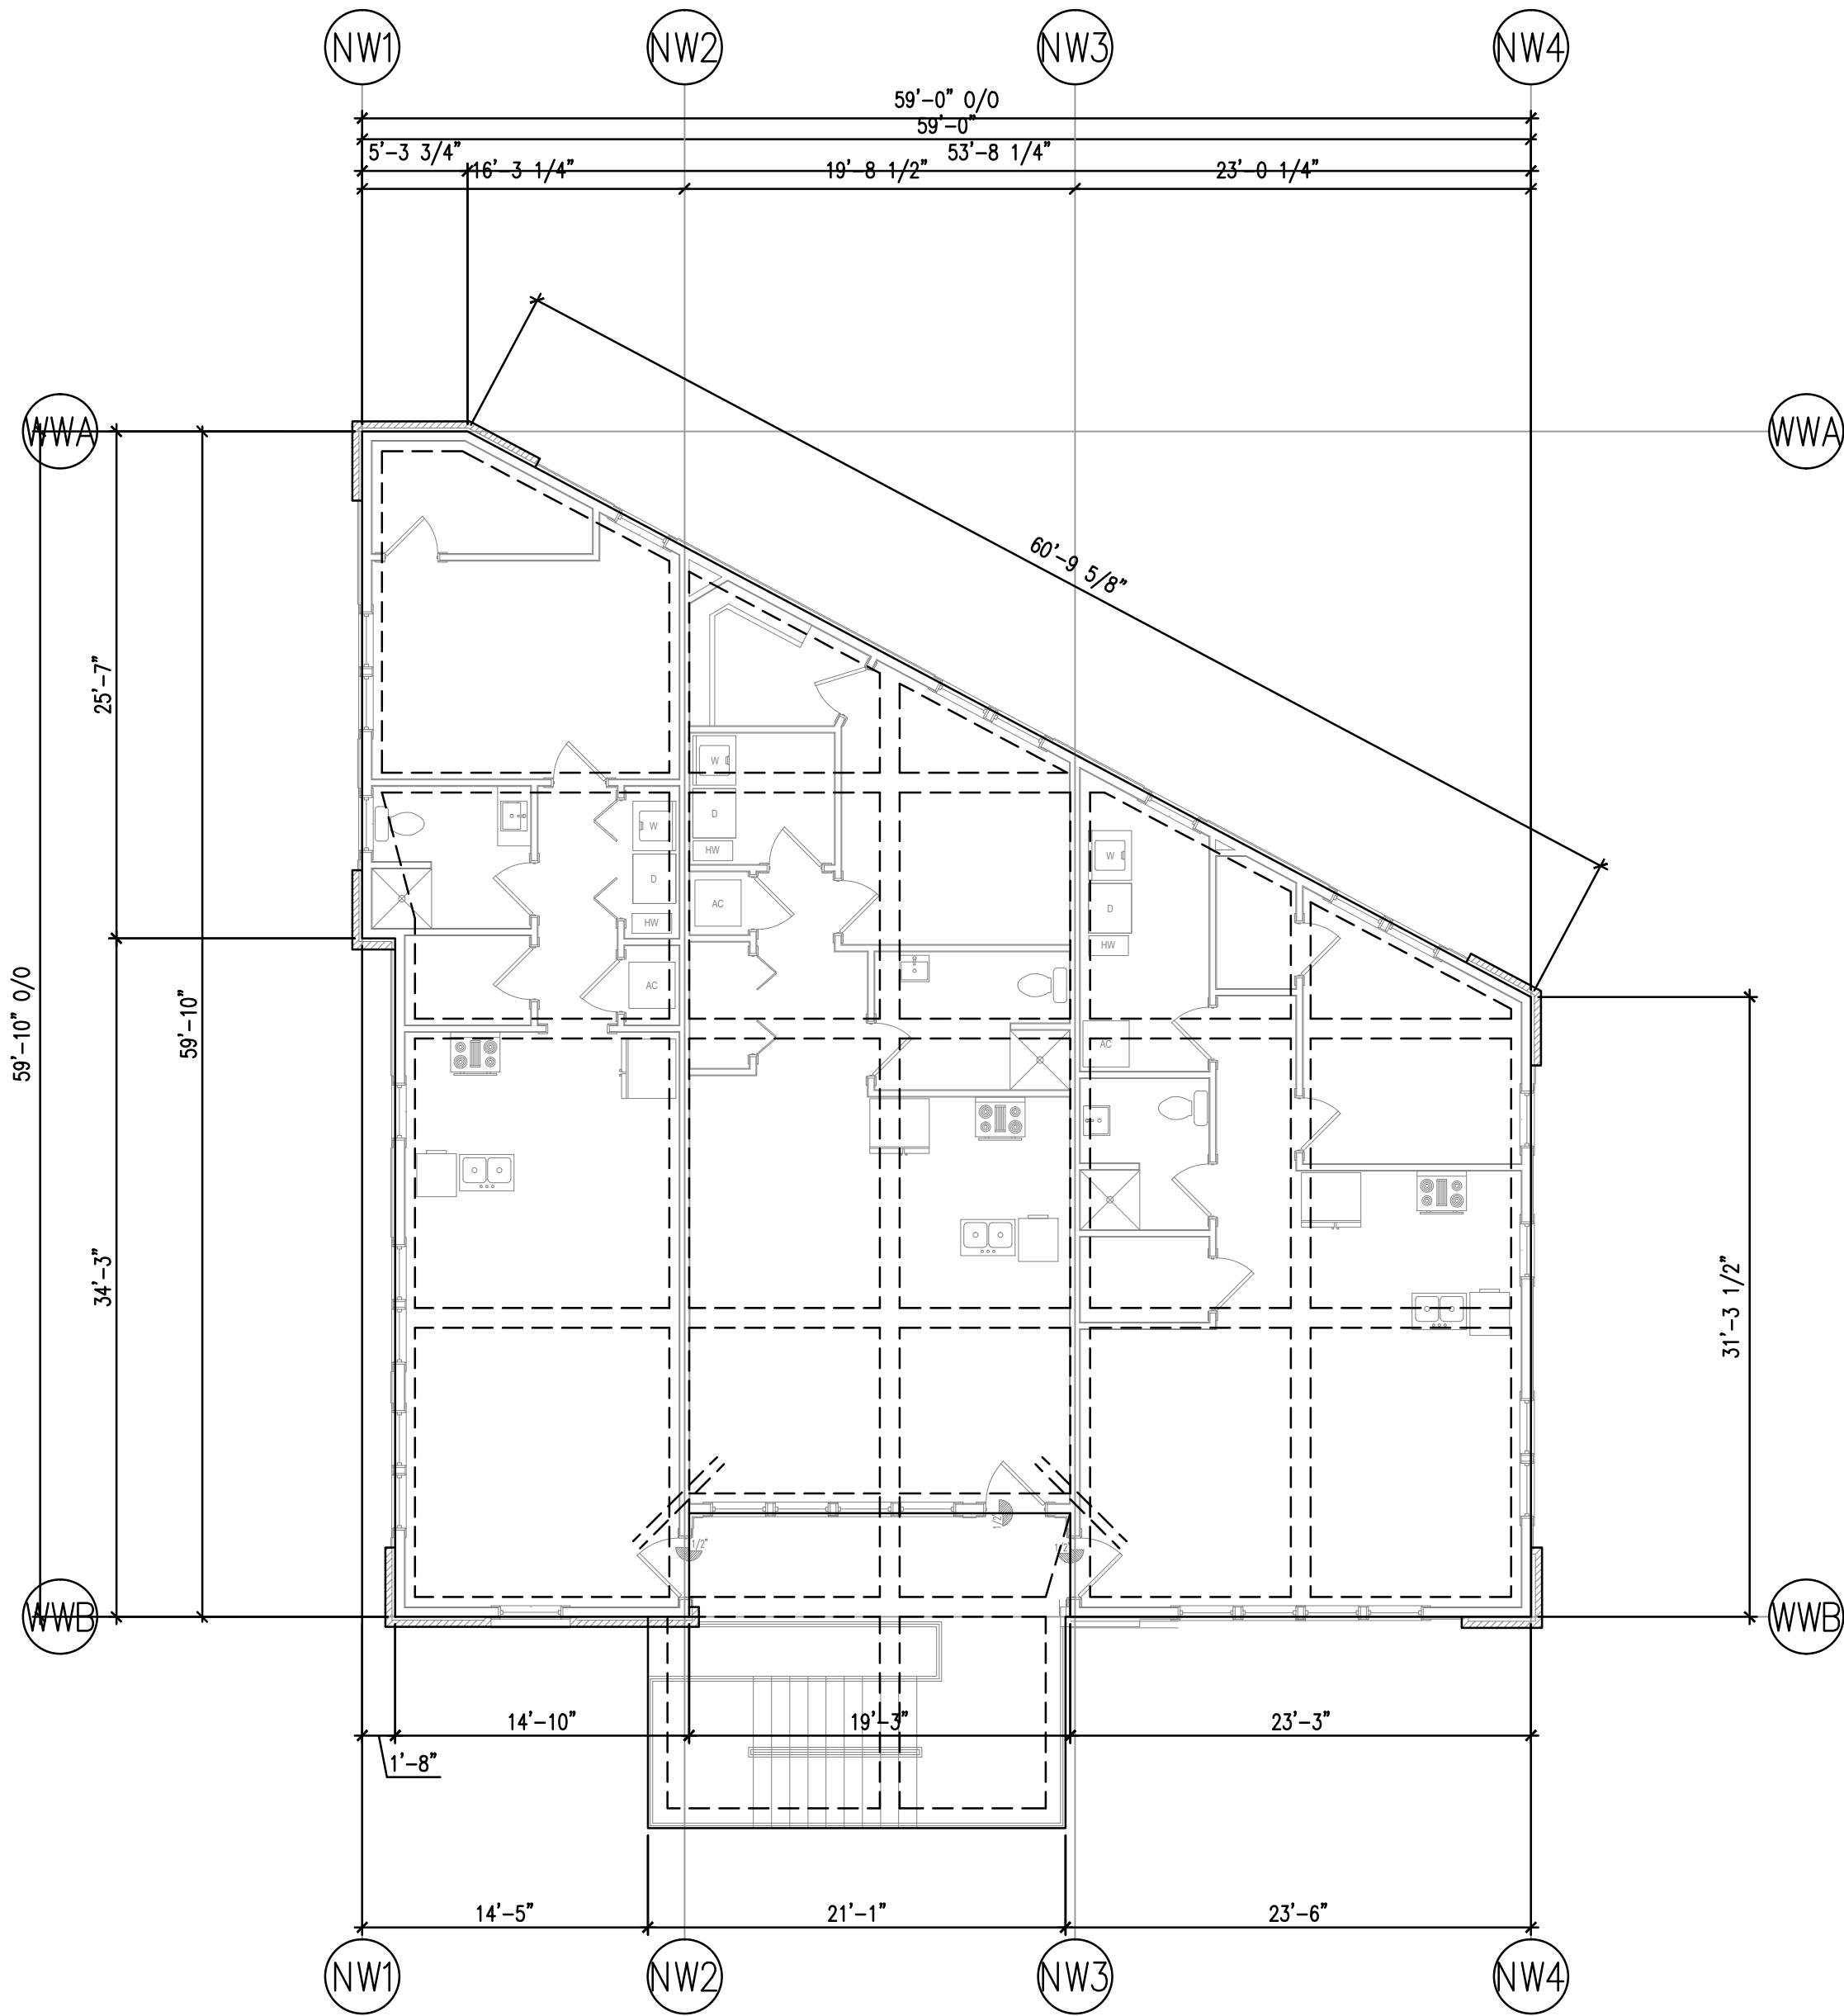 NW1 NW2 NW3 NW4
59'-0" O/O
59'-0"
5'-3 3/4" 53'-8 1/4"
16'-3 1/4" 19'-8 1/2" 23'-0 1/4"
WWA WWA
60'-9 5/8"
25'-7"
W
W
D
D
HW
W
D
HW
AC
D
HW
HW
AC
59'-10" O/O
59'-10"
AC
34'-3"
31'-3 1/2"
1/2"
1/2"
1/2"
WWB WWB
14'-10" 19'-3" 23'-3"
1'-8"
14'-5" 21'-1" 23'-6"
NW1 NW2 NW3 NW4